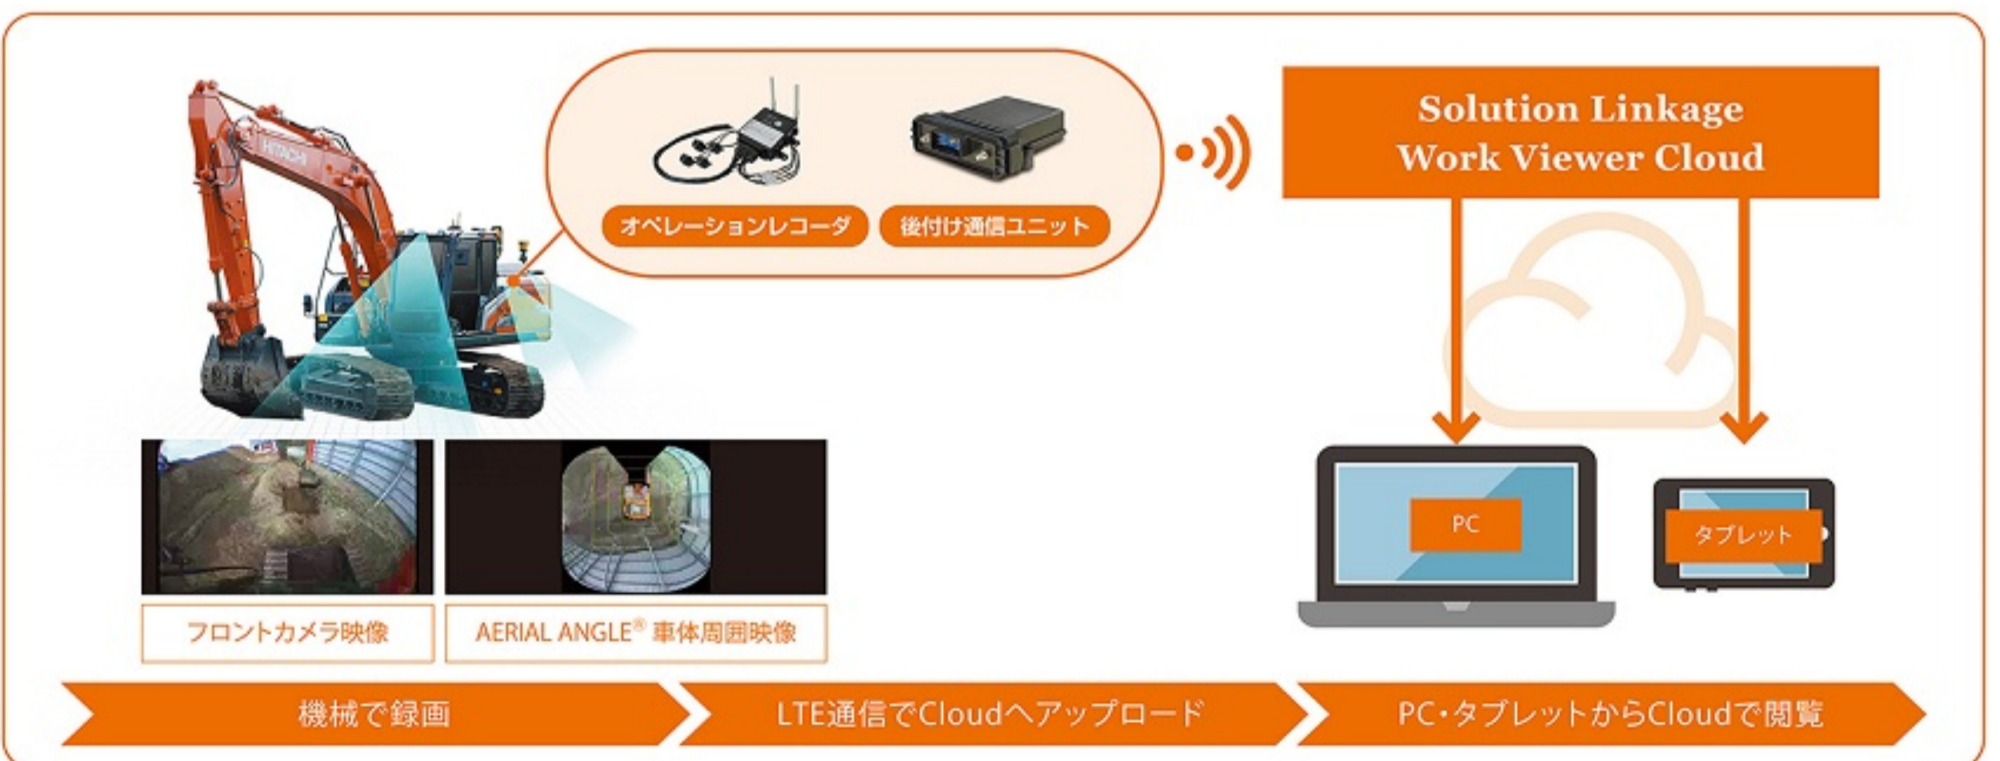 HITACHI
オペレーションレコーダ
後付け通信ユニット
Solution Linkage
Work Viewer Cloud
PC
タブレット
フロントカメラ映像
AERIAL ANGLE® 車体周囲映像
機械で録画
LTE通信でCloudへアップロード
PC・タブレットからCloudで閲覧